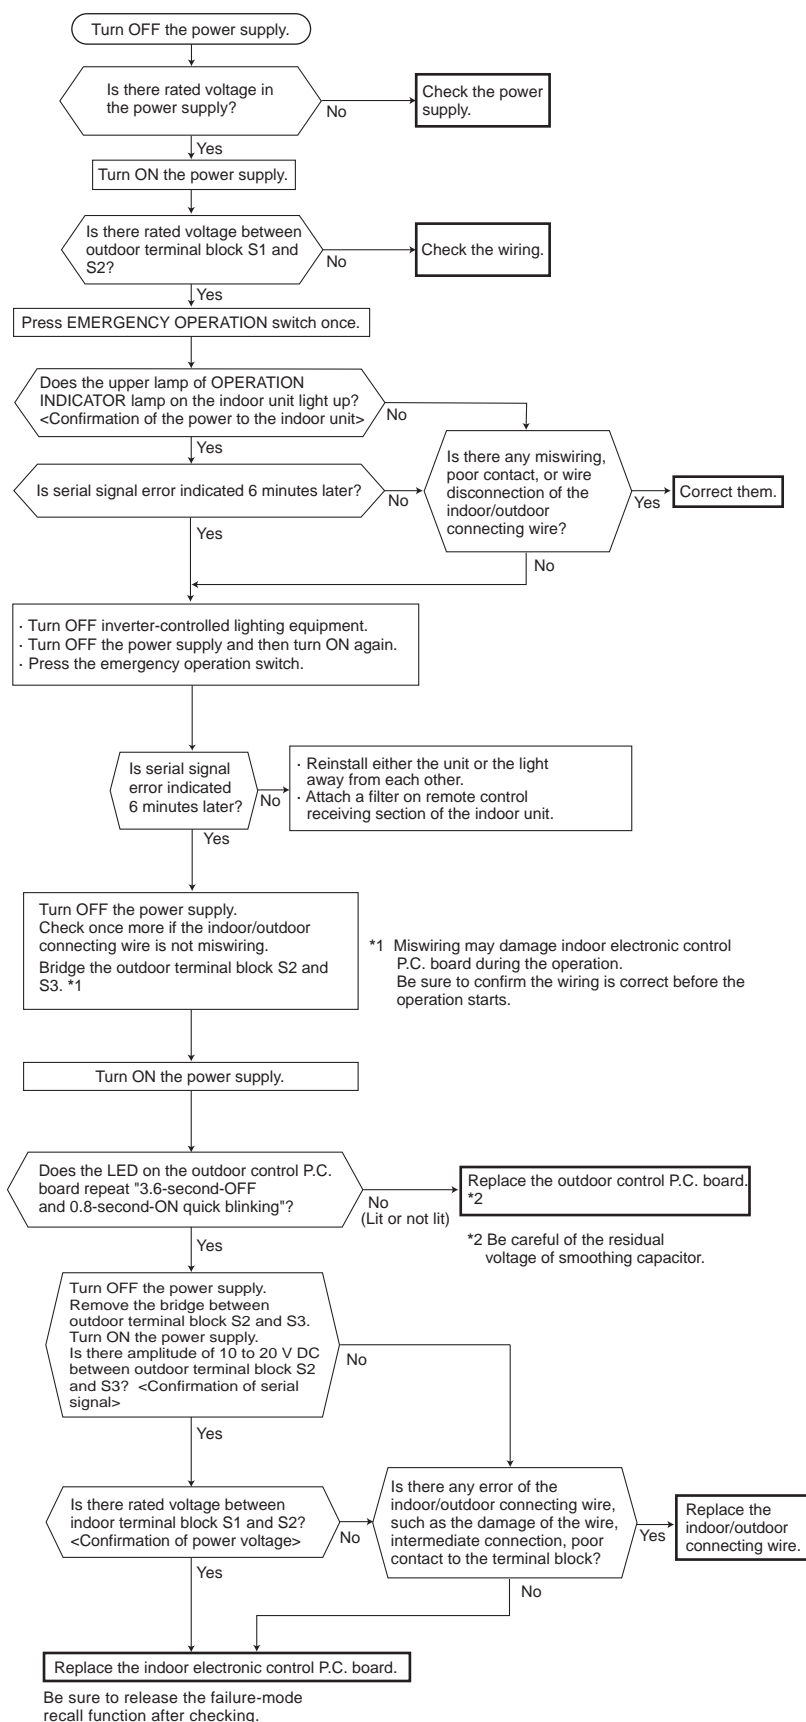 Turn OFF the power supply.
Is there rated voltage in
the power supply?
No
Check the power
supply.
Yes
Turn ON the power supply.
Is there rated voltage between
outdoor terminal block S1 and
S2?
No
Check the wiring.
Yes
Press EMERGENCY OPERATION switch once.
Does the upper lamp of OPERATION
INDICATOR lamp on the indoor unit light up?
<Confirmation of the power to the indoor unit>
No
Yes
Is serial signal error indicated 6 minutes later?
No
Is there any miswiring,
poor contact, or wire
disconnection of the
indoor/outdoor
connecting wire?
Yes
Correct them.
Yes
No
· Turn OFF inverter-controlled lighting equipment.
· Turn OFF the power supply and then turn ON again.
· Press the emergency operation switch.
Is serial signal
error indicated
6 minutes later?
No
· Reinstall either the unit or the light
away from each other.
· Attach a filter on remote control
receiving section of the indoor unit.
Yes
Turn OFF the power supply.
Check once more if the indoor/outdoor
connecting wire is not miswiring.
Bridge the outdoor terminal block S2 and
S3. *1
*1 Miswiring may damage indoor electronic control
P.C. board during the operation.
Be sure to confirm the wiring is correct before the
operation starts.
Turn ON the power supply.
Does the LED on the outdoor control P.C.
board repeat "3.6-second-OFF
and 0.8-second-ON quick blinking"?
No
(Lit or not lit)
Replace the outdoor control P.C. board.
*2
*2 Be careful of the residual
voltage of smoothing capacitor.
Yes
Turn OFF the power supply.
Remove the bridge between
outdoor terminal block S2 and S3.
Turn ON the power supply.
Is there amplitude of 10 to 20 V DC
between outdoor terminal block S2
and S3? <Confirmation of serial
signal>
No
Yes
Is there rated voltage between
indoor terminal block S1 and S2?
<Confirmation of power voltage>
No
Is there any error of the
indoor/outdoor connecting wire,
such as the damage of the wire,
intermediate connection, poor
contact to the terminal block?
Yes
Replace the
indoor/outdoor
connecting wire.
Yes
No
Replace the indoor electronic control P.C. board.
Be sure to release the failure-mode
recall function after checking.